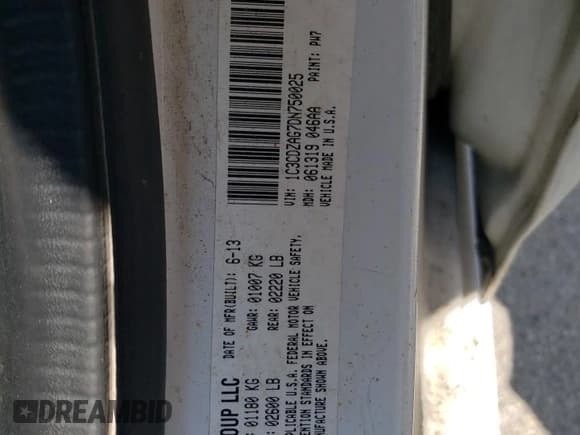 OUP LLC
DATE OF MFR(BUILT): 6-13
01180 KG
GAWR: 01007 KG
02600 LB
REAR: 02220 LB
PLICABLE U.S.A. FEDERAL MOTOR VEHICLE SAFETY,
ENTION STANDARDS IN EFFECT ON
NUFACTURE SHOWN ABOVE.
VIN: 1C3CDZAG7DN750025
MDH: 061319 046AA
PAINT: PW7
VEHICLE MADE IN U.S.A.
DREAMBID